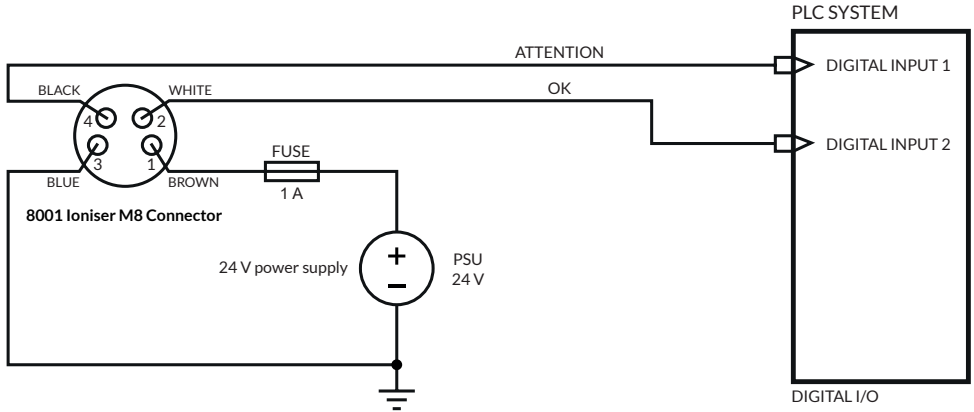 PLC SYSTEM
ATTENTION
DIGITAL INPUT 1
BLACK
WHITE
OK
4
2
DIGITAL INPUT 2
3
1
FUSE
BLUE
BROWN
1 A
8001 Ioniser M8 Connector
+
24 V power supply
PSU
24 V
−
DIGITAL I/O